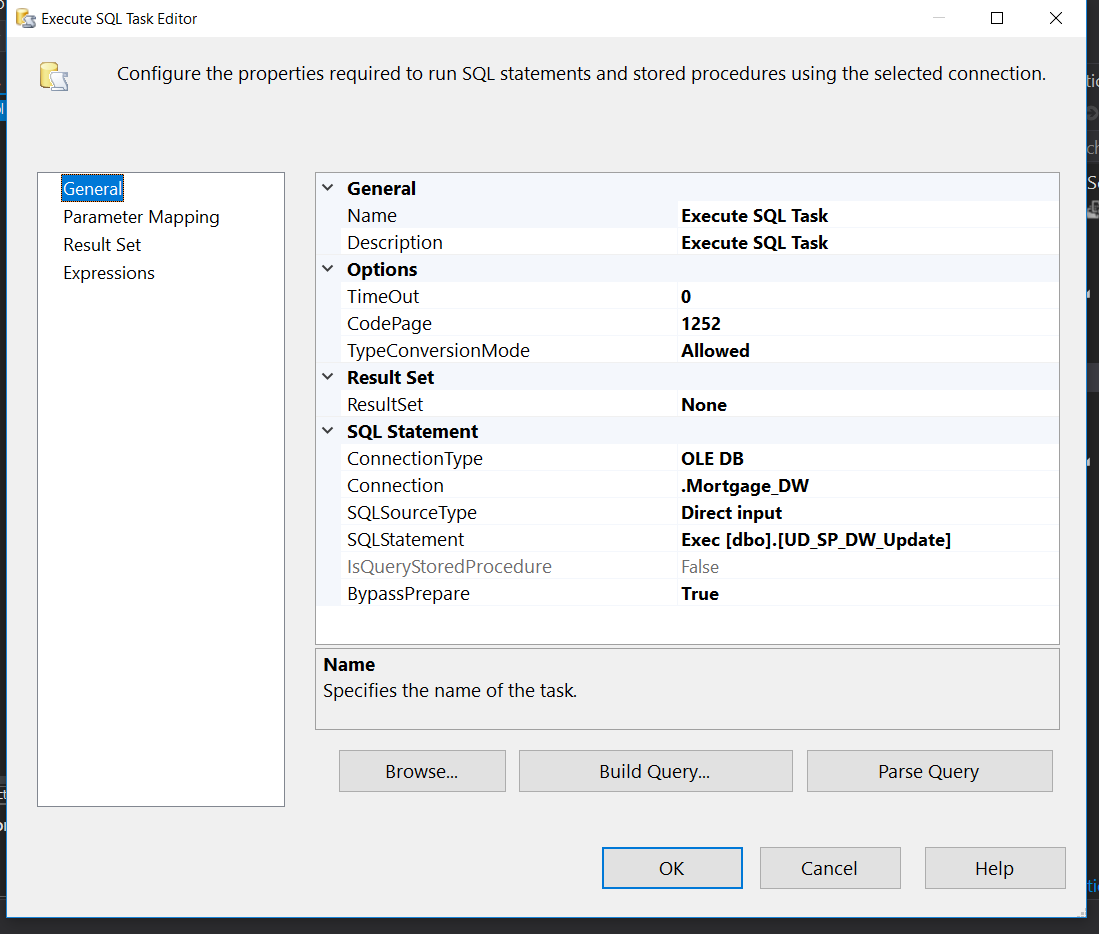 Execute SQL Task Editor
Configure the properties required to run SQL statements and stored procedures using the selected connection.
General
Parameter Mapping
Result Set
Expressions
General
Name Execute SQL Task
Description Execute SQL Task
Options
TimeOut 0
CodePage 1252
TypeConversionMode Allowed
Result Set
ResultSet None
SQL Statement
ConnectionType OLE DB
Connection .Mortgage_DW
SQLSourceType Direct input
SQLStatement Exec [dbo].[UD_SP_DW_Update]
IsQueryStoredProcedure False
BypassPrepare True
Name
Specifies the name of the task.
Browse... Build Query... Parse Query
OK Cancel Help